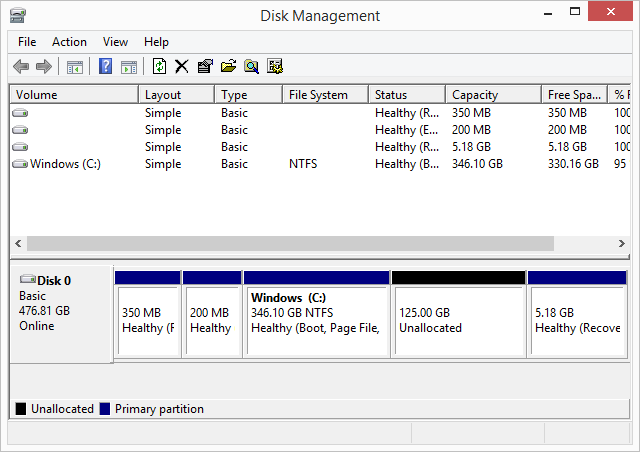 Disk Management
File Action View Help
Volume Layout Type File System Status Capacity Free Spa... %
Simple Basic Healthy (R... 350 MB 350 MB 100
Simple Basic Healthy (E... 200 MB 200 MB 100
Simple Basic Healthy (R... 5.18 GB 5.18 GB 100
Windows (C:) Simple Basic NTFS Healthy (B... 346.10 GB 330.16 GB 95
Disk 0
Basic
476.81 GB
Online
350 MB
Healthy (F
200 MB
Healthy
Windows (C:)
346.10 GB NTFS
Healthy (Boot, Page File,
125.00 GB
Unallocated
5.18 GB
Healthy (Recove
Unallocated Primary partition